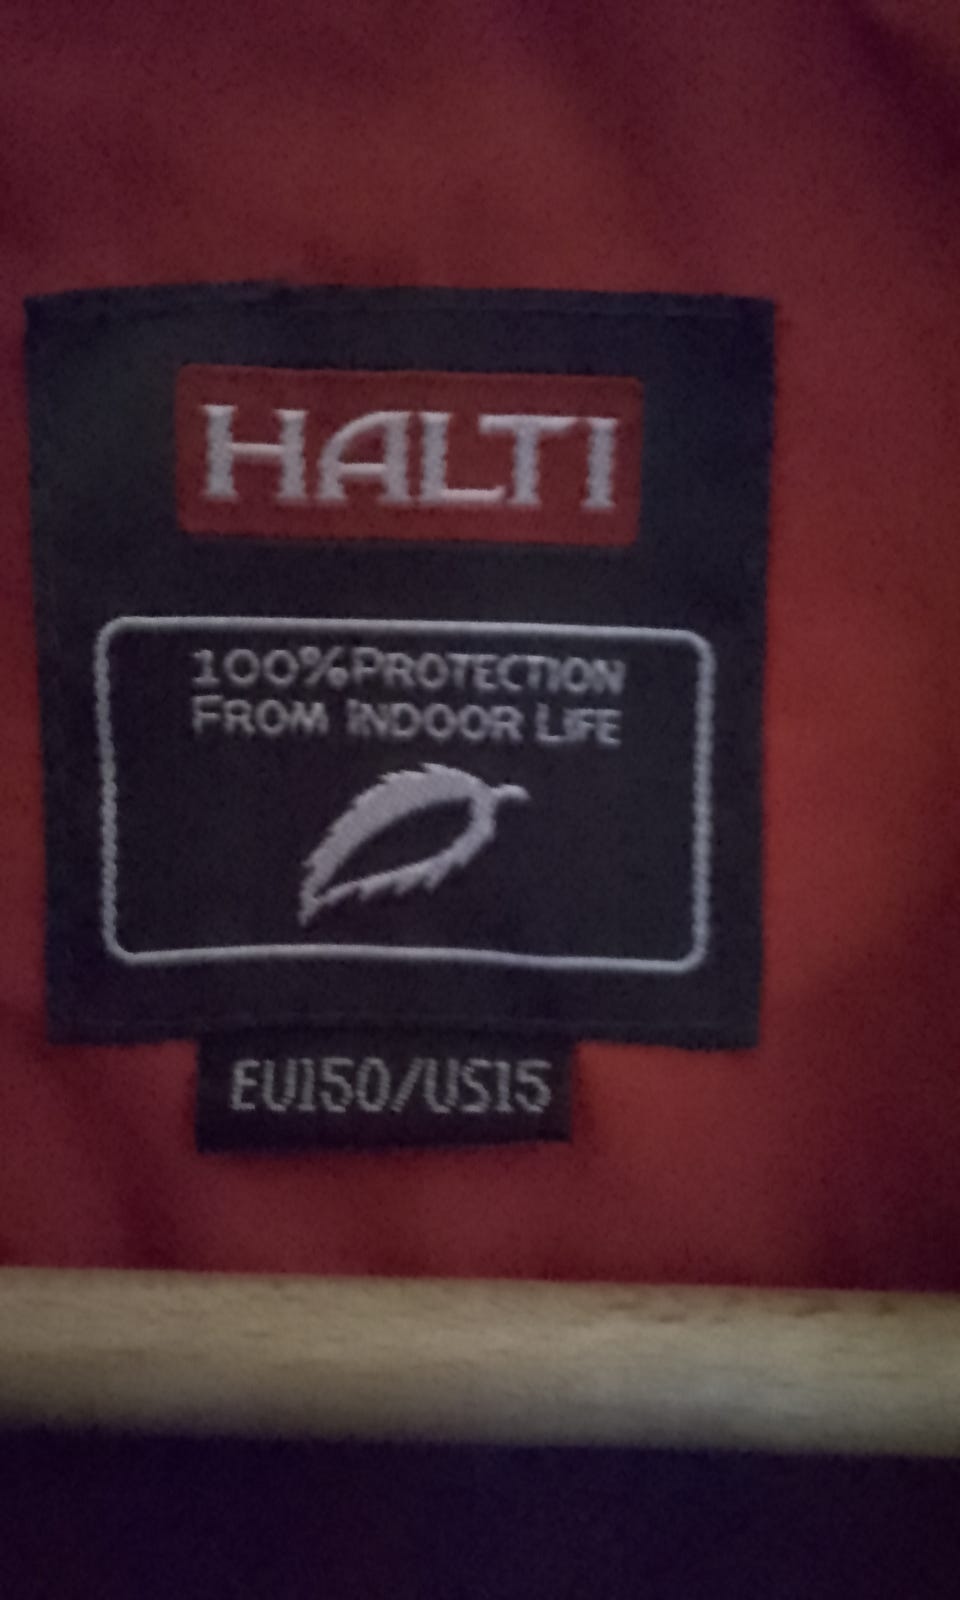 HALTI
100% PROTECTION
FROM INDOOR LIFE
EU150/US15